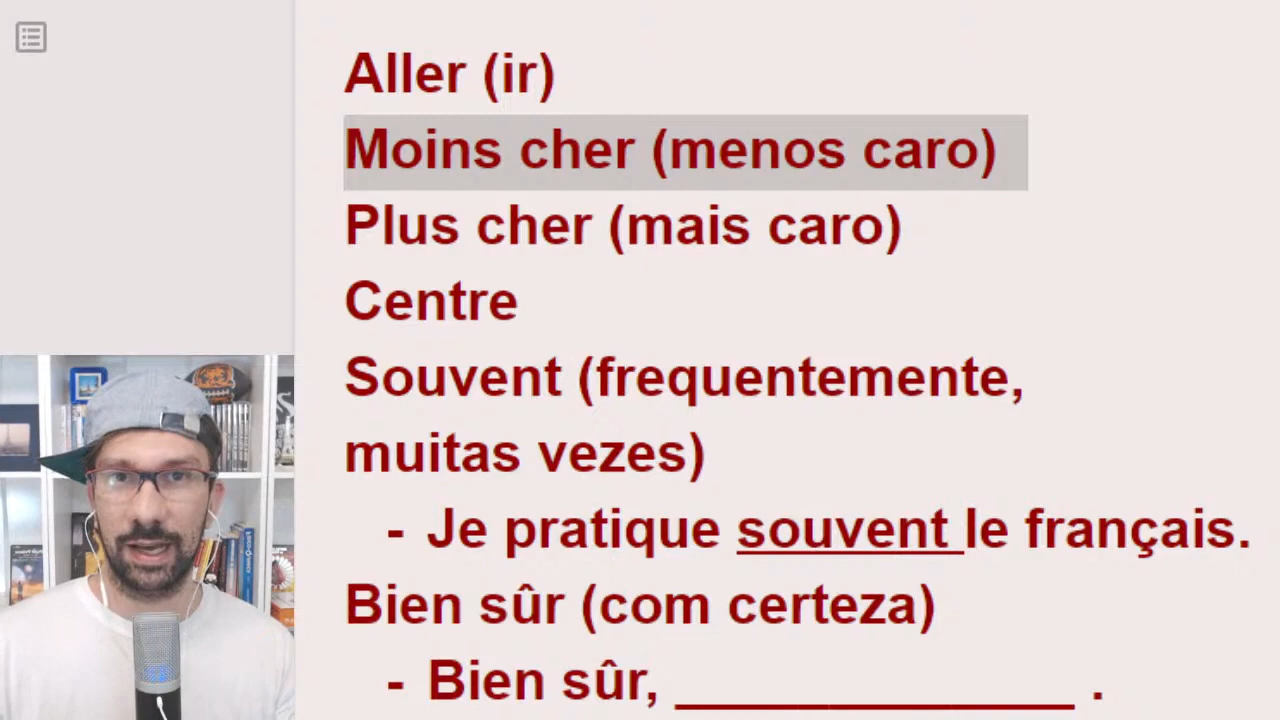 Aller (ir)
Moins cher (menos caro)
Plus cher (mais caro)
Centre
Souvent (frequentemente,
muitas vezes)
- Je pratique souvent le français.
Bien sûr (com certeza)
- Bien sûr, _______________ .